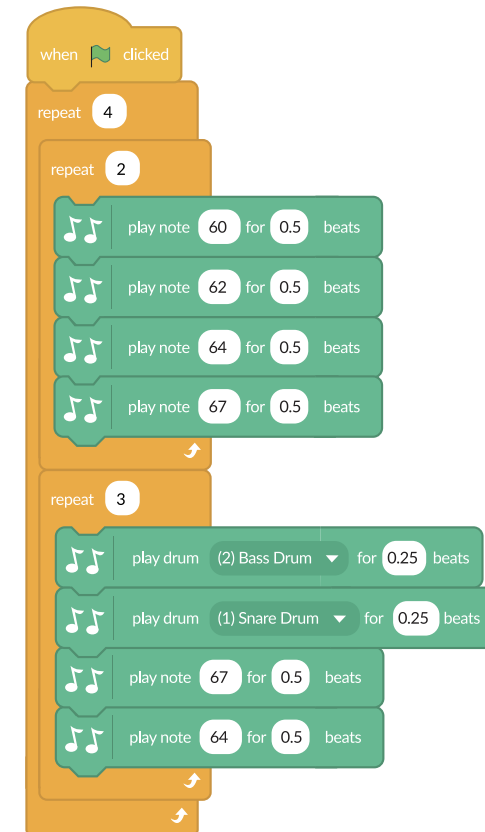 when clicked
repeat 4
repeat 2
play note 60 for 0.5 beats
play note 62 for 0.5 beats
play note 64 for 0.5 beats
play note 67 for 0.5 beats
repeat 3
play drum (2) Bass Drum for 0.25 beats
play drum (1) Snare Drum for 0.25 beats
play note 67 for 0.5 beats
play note 64 for 0.5 beats